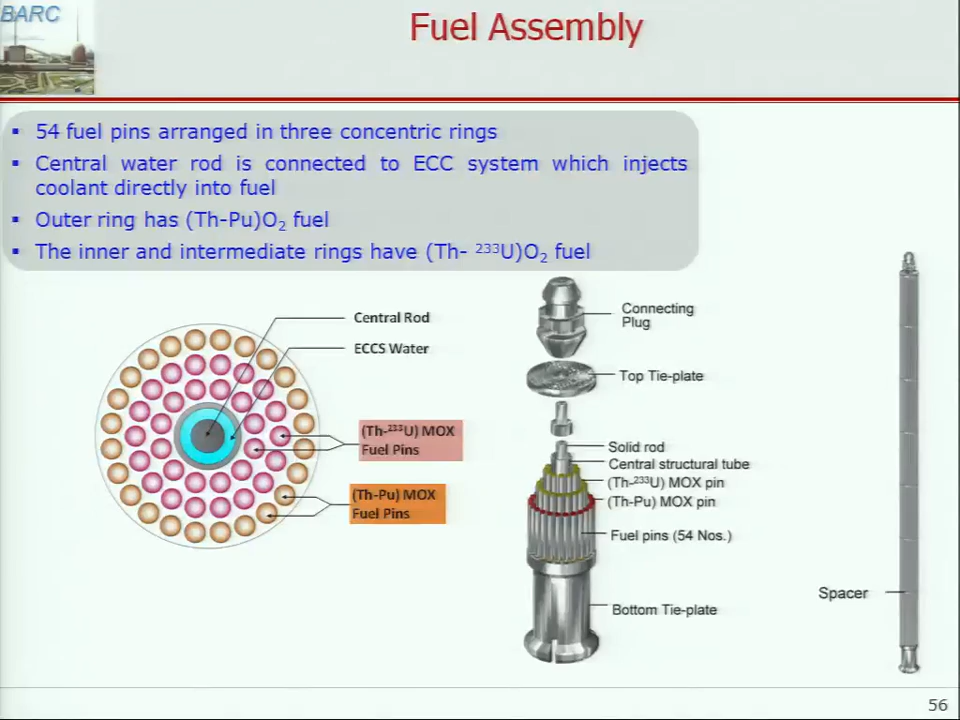 BARC
Fuel Assembly
▪ 54 fuel pins arranged in three concentric rings
▪ Central water rod is connected to ECC system which injects
coolant directly into fuel
▪ Outer ring has (Th-Pu)O₂ fuel
▪ The inner and intermediate rings have (Th- ²³³U)O₂ fuel
Central Rod
ECCS Water
(Th-²³³U) MOX
Fuel Pins
(Th-Pu) MOX
Fuel Pins
Connecting
Plug
Top Tie-plate
Solid rod
Central structural tube
(Th-²³³U) MOX pin
(Th-Pu) MOX pin
Fuel pins (54 Nos.)
Bottom Tie-plate
Spacer
56